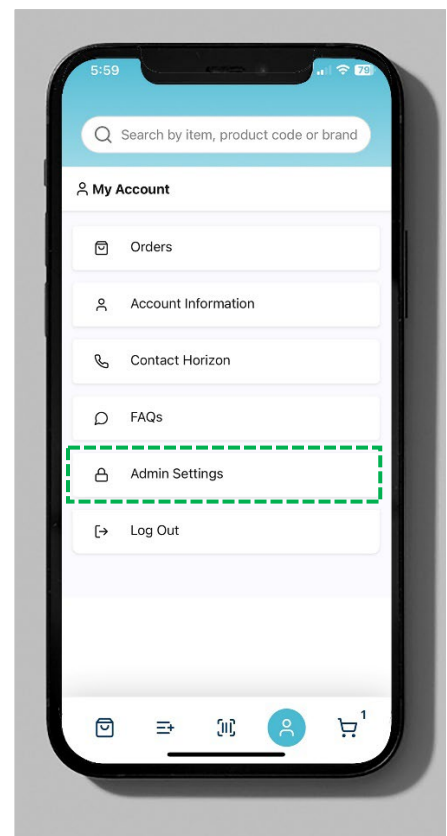 5:59
79
Search by item, product code or brand
My Account
Orders
Account Information
Contact Horizon
FAQs
Admin Settings
Log Out
1